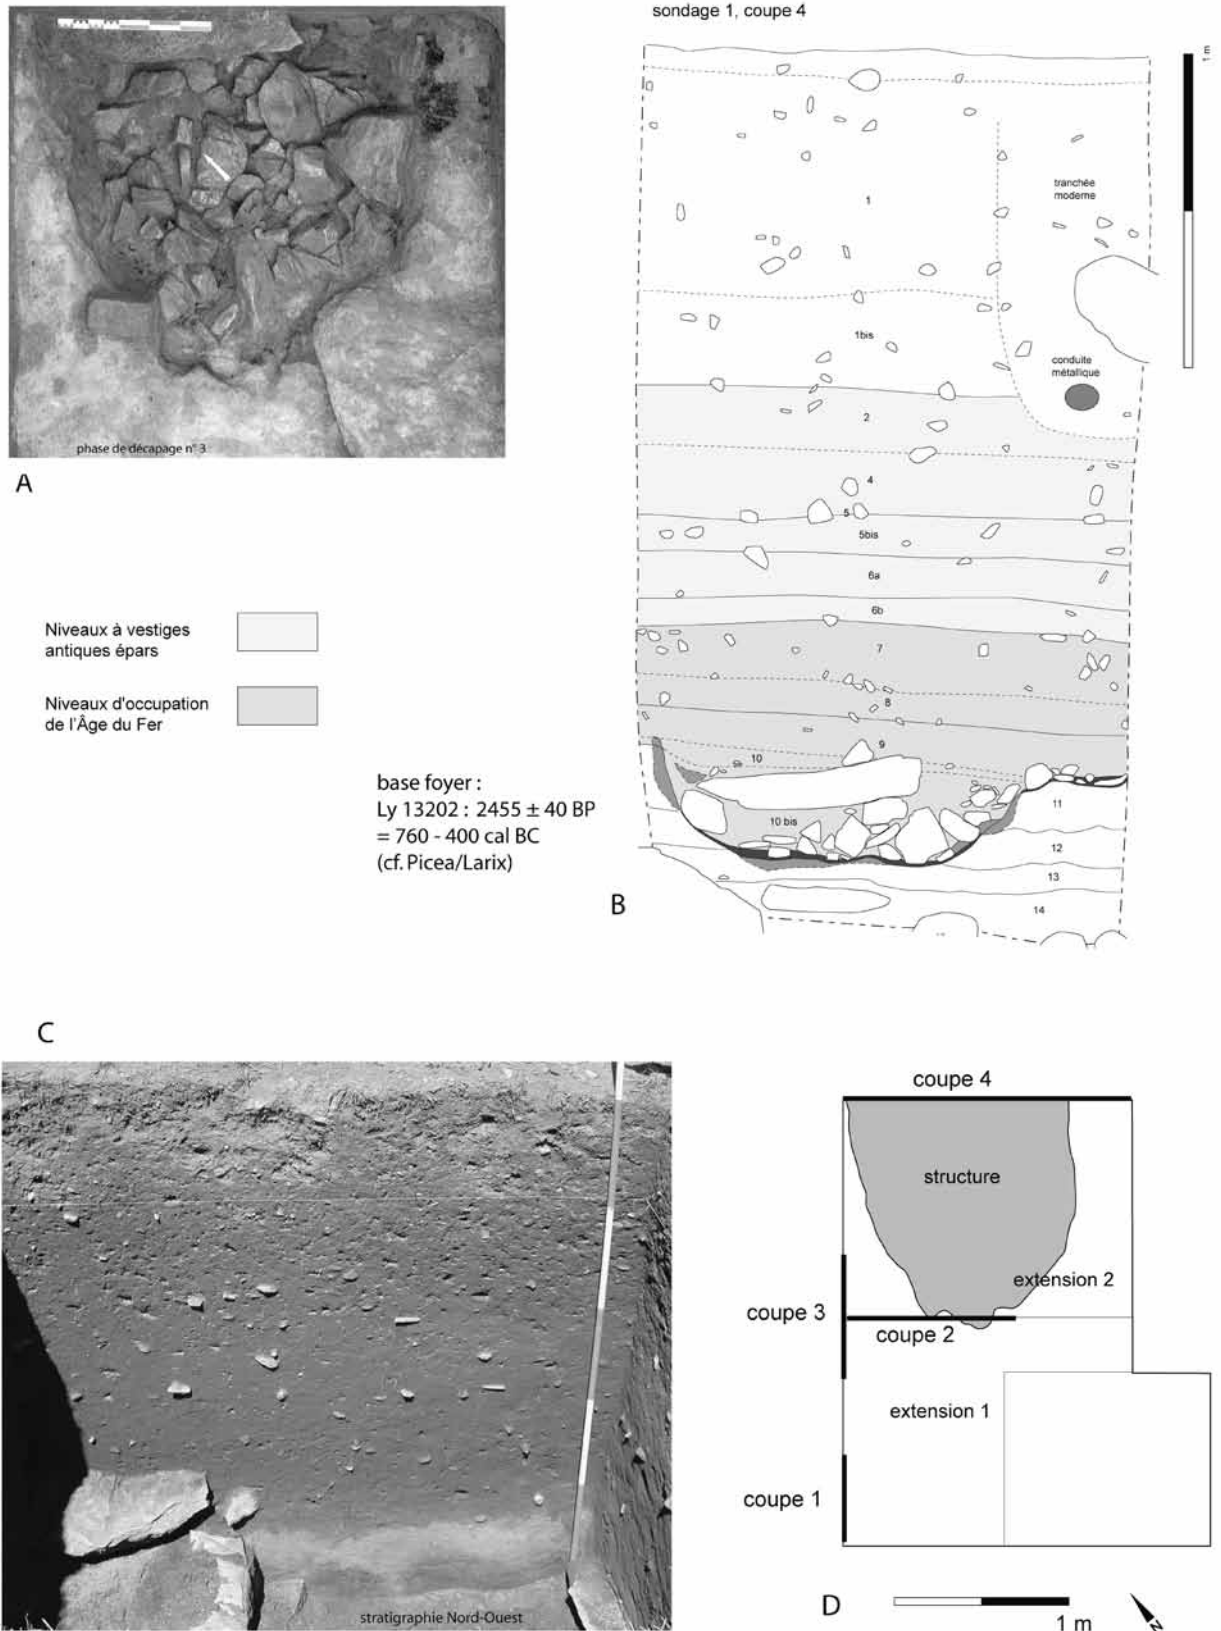 sondage 1, coupe 4
1 m
phase de décapage n° 3
A
1
tranchée
moderne
1bis
conduite
métallique
2
4
5
5bis
6a
6b
7
8
9
10
10 bis
11
12
13
14
Niveaux à vestiges
antiques épars
Niveaux d'occupation
de l'Âge du Fer
base foyer :
Ly 13202 : 2455 ± 40 BP
= 760 - 400 cal BC
(cf. Picea/Larix)
B
C
stratigraphie Nord-Ouest
coupe 4
structure
extension 2
coupe 3
coupe 2
extension 1
coupe 1
D
1 m
N